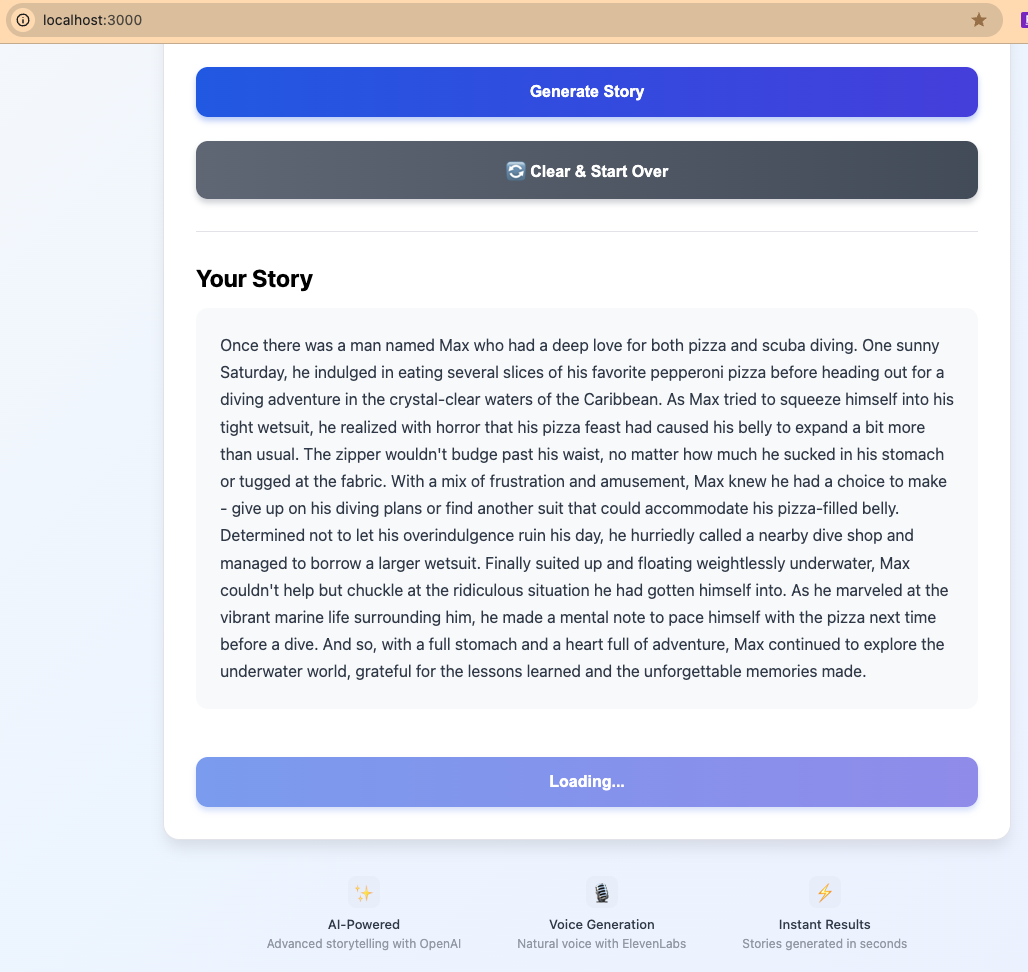 localhost:3000
Generate Story
🔄 Clear & Start Over
Your Story
Once there was a man named Max who had a deep love for both pizza and scuba diving. One sunny
Saturday, he indulged in eating several slices of his favorite pepperoni pizza before heading out for a
diving adventure in the crystal-clear waters of the Caribbean. As Max tried to squeeze himself into his
tight wetsuit, he realized with horror that his pizza feast had caused his belly to expand a bit more
than usual. The zipper wouldn't budge past his waist, no matter how much he sucked in his stomach
or tugged at the fabric. With a mix of frustration and amusement, Max knew he had a choice to make
- give up on his diving plans or find another suit that could accommodate his pizza-filled belly.
Determined not to let his overindulgence ruin his day, he hurriedly called a nearby dive shop and
managed to borrow a larger wetsuit. Finally suited up and floating weightlessly underwater, Max
couldn't help but chuckle at the ridiculous situation he had gotten himself into. As he marveled at the
vibrant marine life surrounding him, he made a mental note to pace himself with the pizza next time
before a dive. And so, with a full stomach and a heart full of adventure, Max continued to explore the
underwater world, grateful for the lessons learned and the unforgettable memories made.
Loading...
AI-Powered
Advanced storytelling with OpenAI
Voice Generation
Natural voice with ElevenLabs
Instant Results
Stories generated in seconds